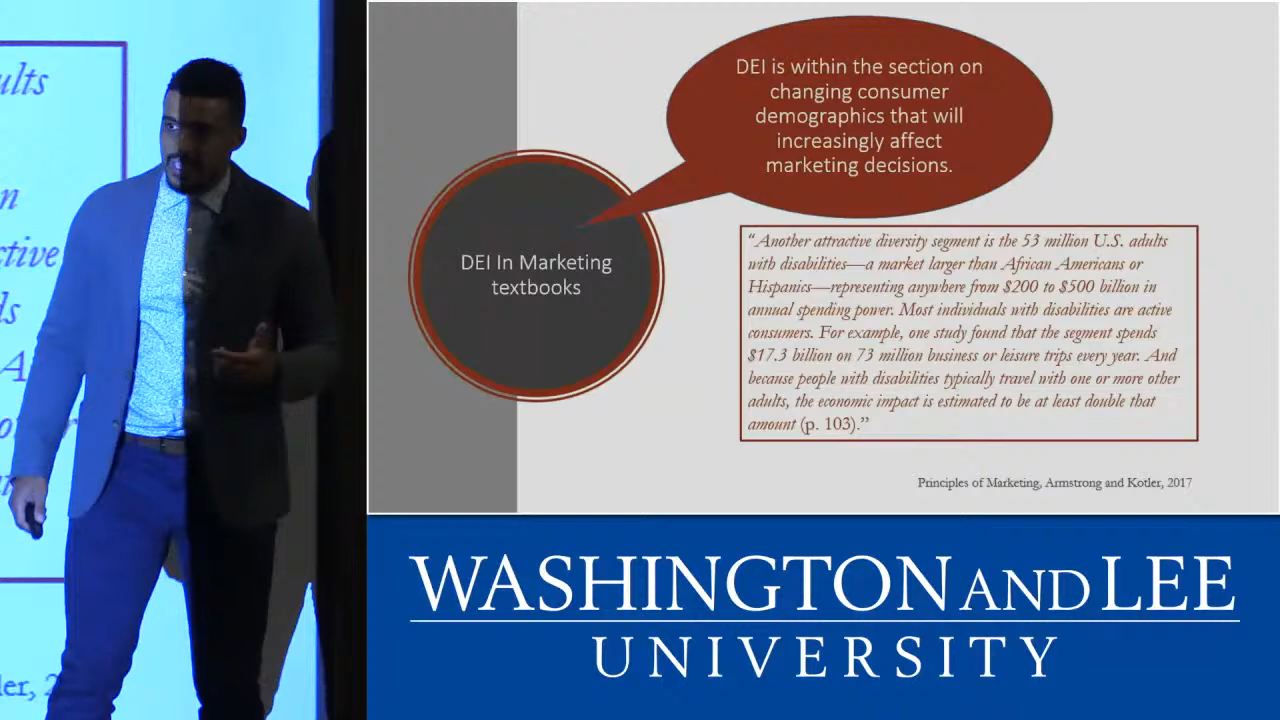 ults
n
ctive
ds
A
ler, 2
DEI is within the section on
changing consumer
demographics that will
increasingly affect
marketing decisions.
DEI In Marketing
textbooks
“Another attractive diversity segment is the 53 million U.S. adults
with disabilities—a market larger than African Americans or
Hispanics—representing anywhere from $200 to $500 billion in
annual spending power. Most individuals with disabilities are active
consumers. For example, one study found that the segment spends
$17.3 billion on 73 million business or leisure trips every year. And
because people with disabilities typically travel with one or more other
adults, the economic impact is estimated to be at least double that
amount (p. 103).”
Principles of Marketing, Armstrong and Kotler, 2017
WASHINGTON AND LEE
UNIVERSITY